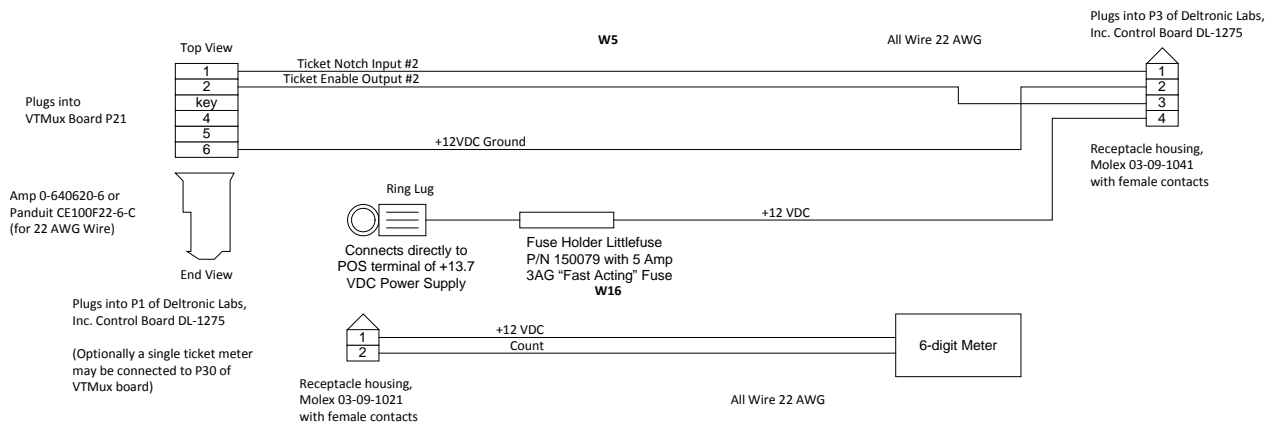 W5
All Wire 22 AWG
Plugs into P3 of Deltronic Labs,
Inc. Control Board DL-1275
Top View
Plugs into
VTMux Board P21
1
2
key
4
5
6
Ticket Notch Input #2
Ticket Enable Output #2
+12VDC Ground
1
2
3
4
Receptacle housing,
Molex 03-09-1041
with female contacts
Amp 0-640620-6 or
Panduit CE100F22-6-C
(for 22 AWG Wire)
End View
Ring Lug
+12 VDC
Connects directly to
POS terminal of +13.7
VDC Power Supply
Fuse Holder Littlefuse
P/N 150079 with 5 Amp
3AG “Fast Acting” Fuse
W16
Plugs into P1 of Deltronic Labs,
Inc. Control Board DL-1275
(Optionally a single ticket meter
may be connected to P30 of
VTMux board)
1
2
+12 VDC
Count
6-digit Meter
Receptacle housing,
Molex 03-09-1021
with female contacts
All Wire 22 AWG